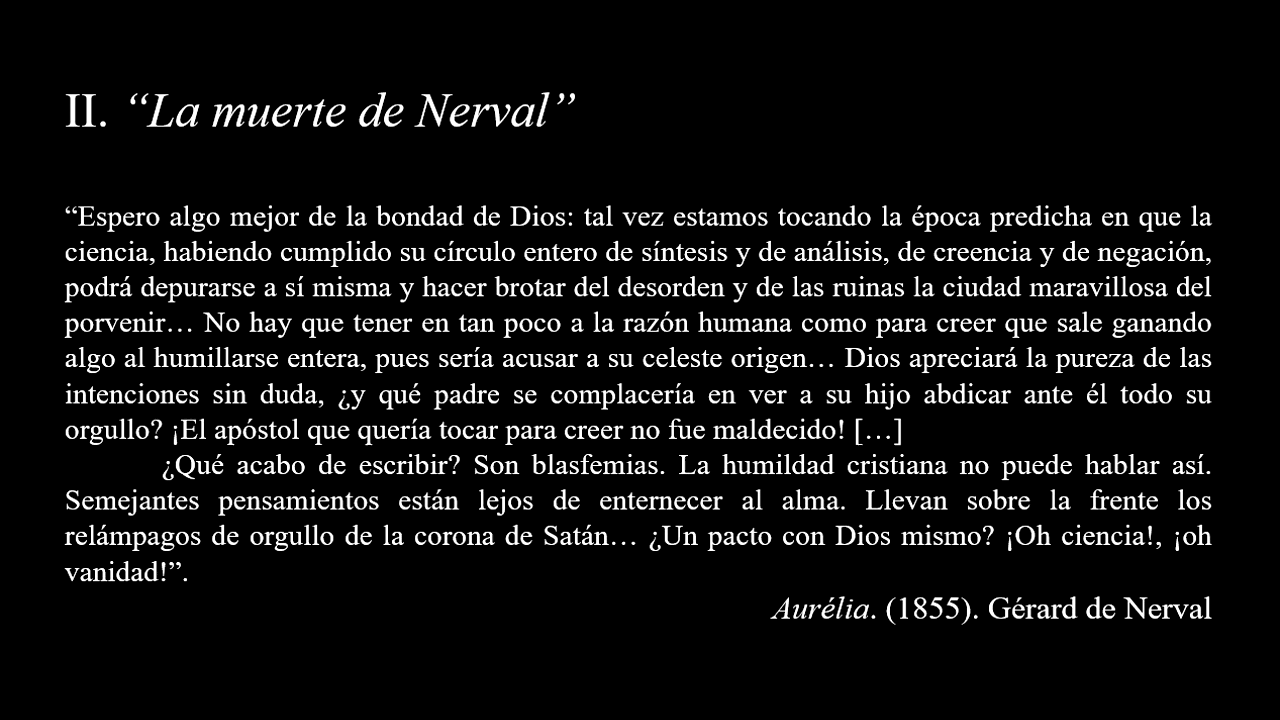 II. “La muerte de Nerval”
“Espero algo mejor de la bondad de Dios: tal vez estamos tocando la época predicha en que la
ciencia, habiendo cumplido su círculo entero de síntesis y de análisis, de creencia y de negación,
podrá depurarse a sí misma y hacer brotar del desorden y de las ruinas la ciudad maravillosa del
porvenir… No hay que tener en tan poco a la razón humana como para creer que sale ganando
algo al humillarse entera, pues sería acusar a su celeste origen… Dios apreciará la pureza de las
intenciones sin duda, ¿y qué padre se complacería en ver a su hijo abdicar ante él todo su
orgullo? ¡El apóstol que quería tocar para creer no fue maldecido! […]
¿Qué acabo de escribir? Son blasfemias. La humildad cristiana no puede hablar así.
Semejantes pensamientos están lejos de enternecer al alma. Llevan sobre la frente los
relámpagos de orgullo de la corona de Satán… ¿Un pacto con Dios mismo? ¡Oh ciencia!, ¡oh
vanidad!”.
Aurélia. (1855). Gérard de Nerval